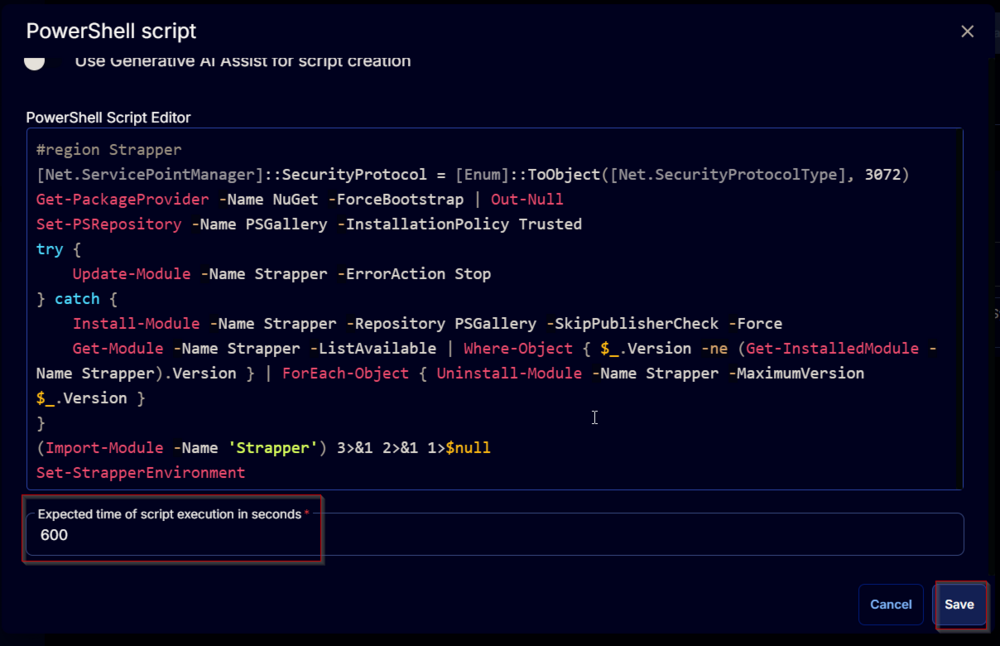 PowerShell script
Use Generative AI Assist for script creation
PowerShell Script Editor
#region Strapper
[Net.ServicePointManager]::SecurityProtocol = [Enum]::ToObject([Net.SecurityProtocolType], 3072)
Get-PackageProvider -Name NuGet -ForceBootstrap | Out-Null
Set-PSRepository -Name PSGallery -InstallationPolicy Trusted
try {
    Update-Module -Name Strapper -ErrorAction Stop
} catch {
    Install-Module -Name Strapper -Repository PSGallery -SkipPublisherCheck -Force
    Get-Module -Name Strapper -ListAvailable | Where-Object { $_.Version -ne (Get-InstalledModule -
Name Strapper).Version } | ForEach-Object { Uninstall-Module -Name Strapper -MaximumVersion
$_.Version }
}
(Import-Module -Name 'Strapper') 3>&1 2>&1 1>$null
Set-StrapperEnvironment
Expected time of script execution in seconds *
600
Cancel
Save